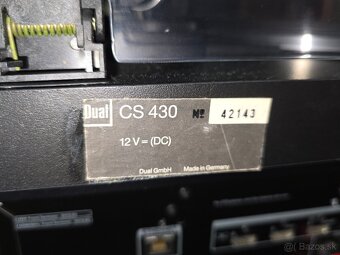 Dual CS 430 № 42143
12 V = (DC)
Dual GmbH Made in Germany
Bazos.sk